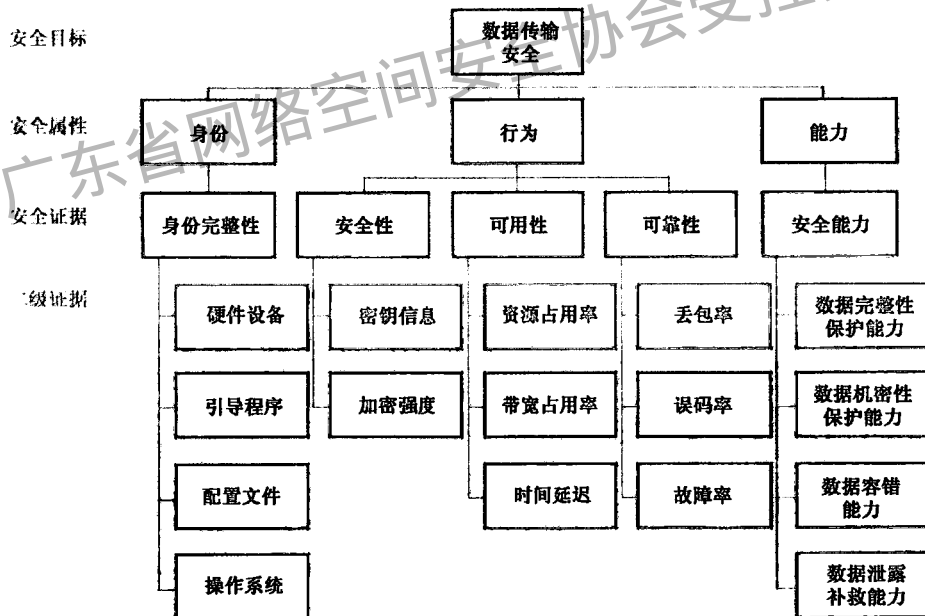 安全目标
数据传输
安全
安全属性
身份
行为
能力
安全证据
身份完整性
安全性
可用性
可靠性
安全能力
二级证据
硬件设备
密钥信息
资源占用率
丢包率
数据完整性
保护能力
引导程序
加密强度
带宽占用率
误码率
数据机密性
保护能力
配置文件
时间延迟
故障率
数据容错
能力
操作系统
数据泄露
补救能力
广东省网络空间安全协会受控